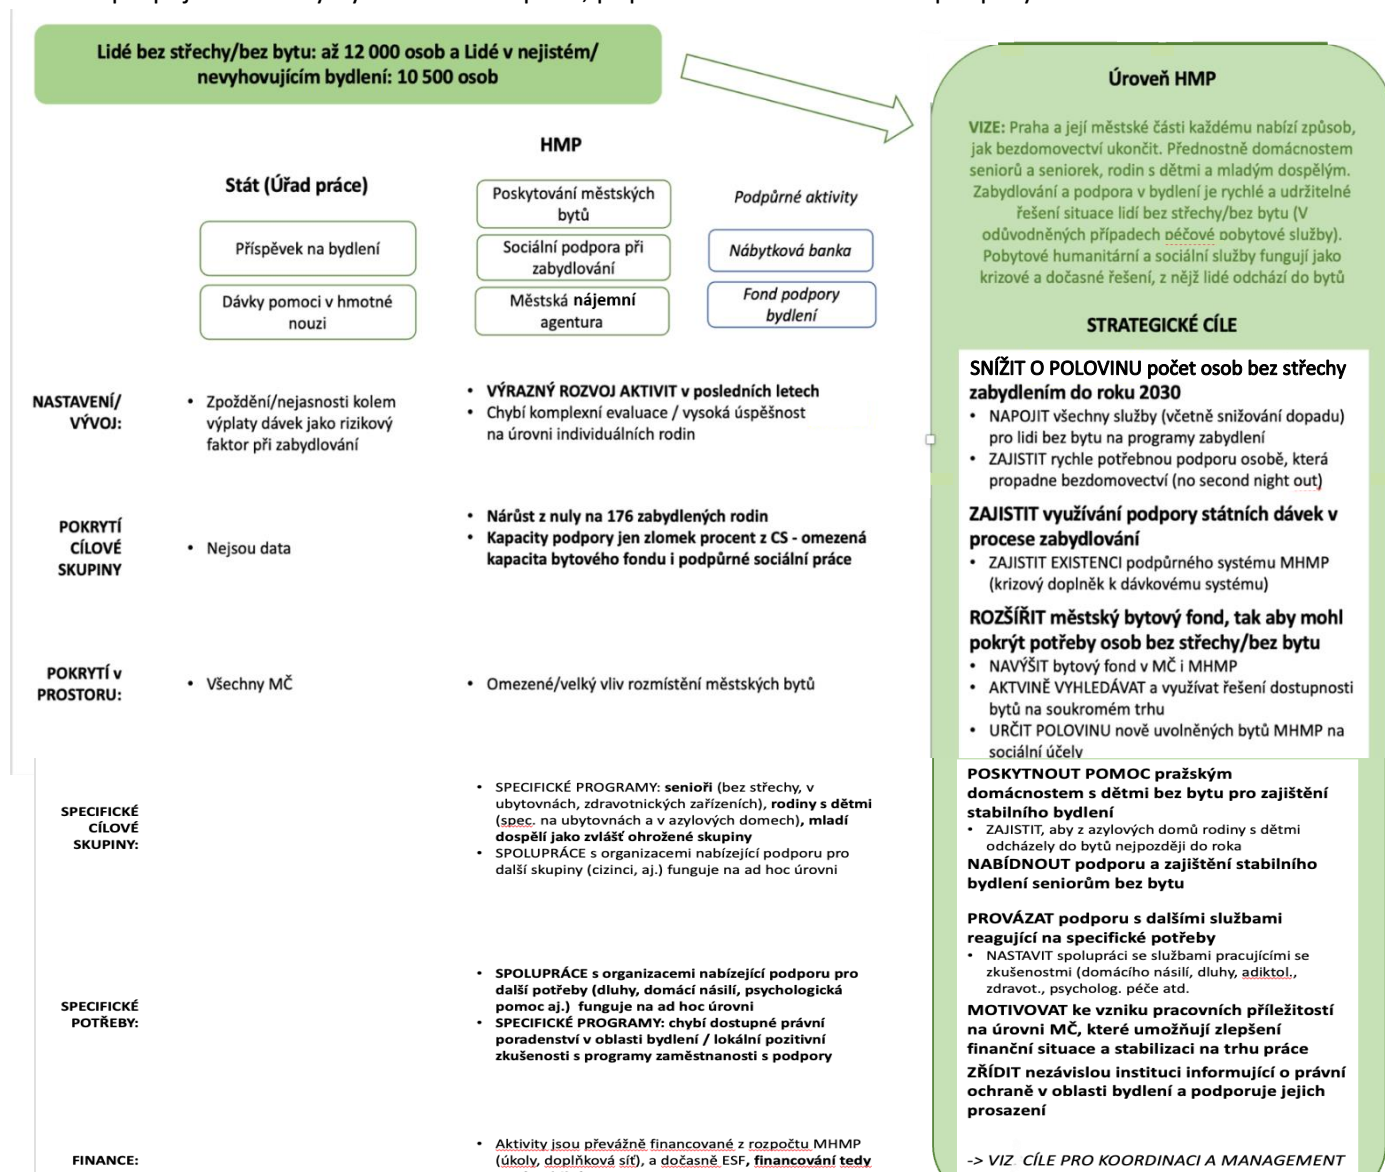 Lidé bez střechy/bez bytu: až 12 000 osob a Lidé v nejistém/
nevyhovujícím bydlení: 10 500 osob
HMP
Stát (Úřad práce)
Příspěvek na bydlení
Dávky pomoci v hmotné
nouzi
Poskytování městských
bytů
Sociální podpora při
zabydlování
Městská nájemní
agentura
Podpůrné aktivity
Nábytková banka
Fond podpory
bydlení
NASTAVENÍ/
VÝVOJ:
• Zpoždění/nejasnosti kolem
výplaty dávek jako rizikový
faktor při zabydlování
• VÝRAZNÝ ROZVOJ AKTIVIT v posledních letech
• Chybí komplexní evaluace / vysoká úspěšnost
na úrovni individuálních rodin
POKRYTÍ
CÍLOVÉ
SKUPINY
• Nejsou data
• Nárůst z nuly na 176 zabydlených rodin
• Kapacity podpory jen zlomek procent z CS - omezená
kapacita bytového fondu i podpůrné sociální práce
POKRYTÍ v
PROSTORU:
• Všechny MČ
• Omezené/velký vliv rozmístění městských bytů
SPECIFICKÉ
CÍLOVÉ
SKUPINY:
• SPECIFICKÉ PROGRAMY: senioři (bez střechy, v
ubytovnách, zdravotnických zařízeních), rodiny s dětmi
(spec. na ubytovnách a v azylových domech), mladí
dospělí jako zvlášť ohrožené skupiny
• SPOLUPRÁCE s organizacemi nabízející podporu pro
další skupiny (cizinci, aj.) funguje na ad hoc úrovni
SPECIFICKÉ
POTŘEBY:
• SPOLUPRÁCE s organizacemi nabízející podporu pro
další potřeby (dluhy, domácí násilí, psychologická
pomoc aj.) funguje na ad hoc úrovni
• SPECIFICKÉ PROGRAMY: chybí dostupné právní
poradenství v oblasti bydlení / lokální pozitivní
zkušenosti s programy zaměstnanosti s podpory
FINANCE:
• Aktivity jsou převážně financované z rozpočtu MHMP
(úkoly, doplňková síť), a dočasně ESF, financování tedy
Úroveň HMP
VIZE: Praha a její městské části každému nabízí způsob,
jak bezdomovectví ukončit. Přednostně domácnostem
seniorů a seniorek, rodin s dětmi a mladým dospělým.
Zabydlování a podpora v bydlení je rychlé a udržitelné
řešení situace lidí bez střechy/bez bytu (V
odůvodněných případech péčové pobytové služby).
Pobytové humanitární a sociální služby fungují jako
krizové a dočasné řešení, z nějž lidé odchází do bytů
STRATEGICKÉ CÍLE
SNÍŽIT O POLOVINU počet osob bez střechy
zabydlením do roku 2030
• NAPOJIT všechny služby (včetně snižování dopadu)
pro lidi bez bytu na programy zabydlení
• ZAJISTIT rychle potřebnou podporu osobě, která
propadne bezdomovectví (no second night out)
ZAJISTIT využívání podpory státních dávek v
procese zabydlování
• ZAJISTIT EXISTENCI podpůrného systému MHMP
(krizový doplněk k dávkovému systému)
ROZŠÍŘIT městský bytový fond, tak aby mohl
pokrýt potřeby osob bez střechy/bez bytu
• NAVÝŠIT bytový fond v MČ i MHMP
• AKTVINĚ VYHLEDÁVAT a využívat řešení dostupnosti
bytů na soukromém trhu
• URČIT POLOVINU nově uvolněných bytů MHMP na
sociální účely
POSKYTNOUT POMOC pražským
domácnostem s dětmi bez bytu pro zajištění
stabilního bydlení
• ZAJISTIT, aby z azylových domů rodiny s dětmi
odcházely do bytů nejpozději do roka
NABÍDNOUT podporu a zajištění stabilního
bydlení seniorům bez bytu
PROVÁZAT podporu s dalšími službami
reagující na specifické potřeby
• NASTAVIT spolupráci se službami pracujícími se
zkušenostmi (domácího násilí, dluhy, adiktol.,
zdravot., psycholog. péče atd.
MOTIVOVAT ke vzniku pracovních příležitostí
na úrovni MČ, které umožňují zlepšení
finanční situace a stabilizaci na trhu práce
ZŘÍDIT nezávislou instituci informující o právní
ochraně v oblasti bydlení a podporuje jejich
prosazení
-> VIZ CÍLE PRO KOORDINACI A MANAGEMENT